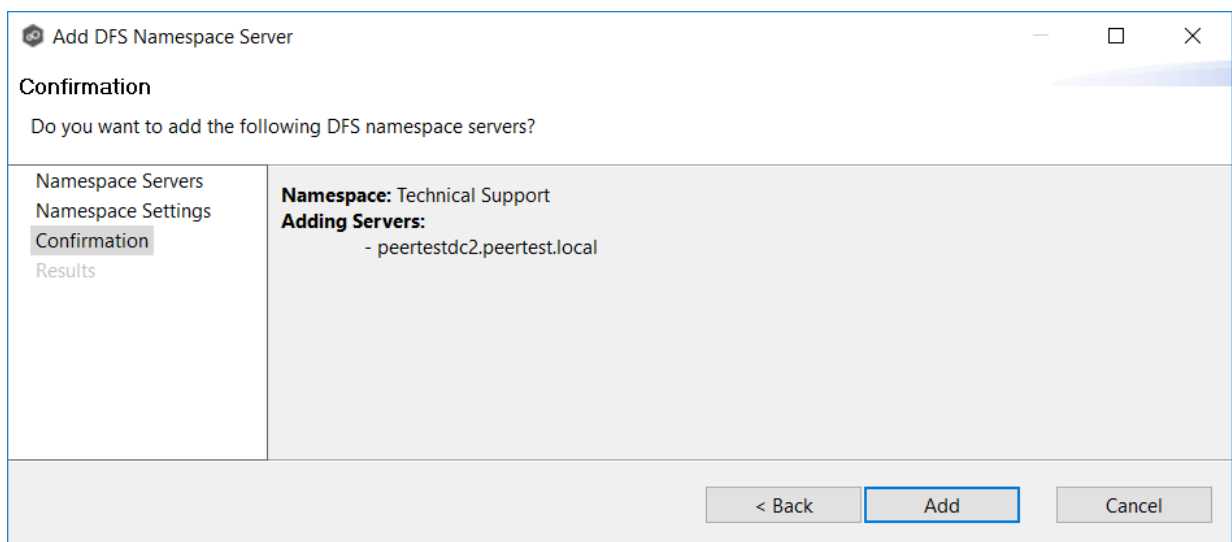 Add DFS Namespace Server
Confirmation
Do you want to add the following DFS namespace servers?
Namespace Servers
Namespace Settings
Confirmation
Results
Namespace: Technical Support
Adding Servers:
- peertestdc2.peertest.local
< Back
Add
Cancel